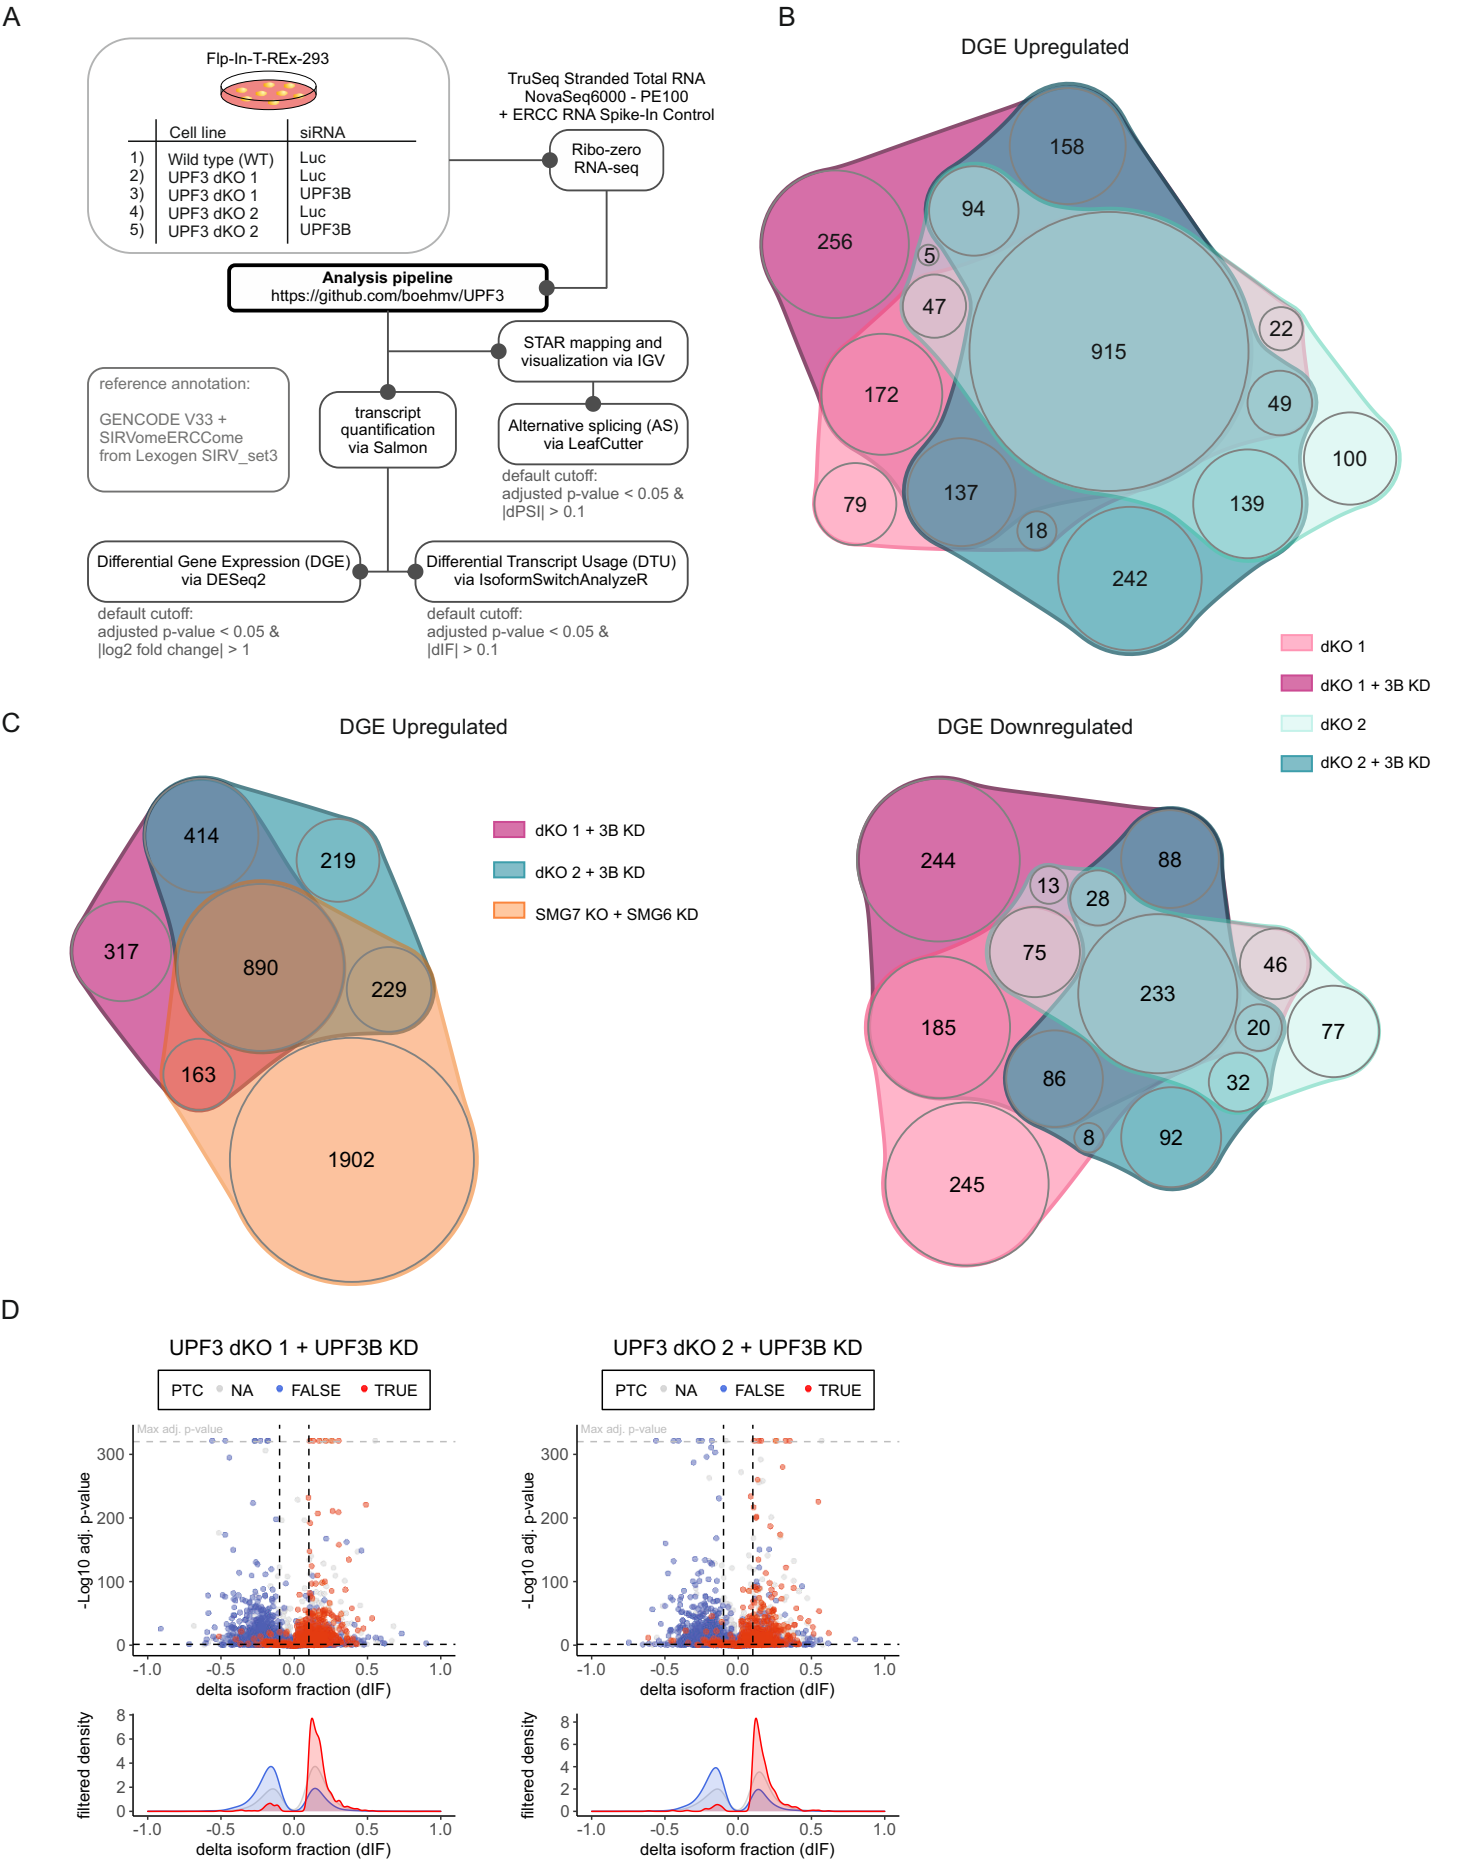 A
Flp-In-T-REx-293
Cell line siRNA
1) Wild type (WT) Luc
2) UPF3 dKO 1 Luc
3) UPF3 dKO 1 UPF3B
4) UPF3 dKO 2 Luc
5) UPF3 dKO 2 UPF3B
TruSeq Stranded Total RNA
NovaSeq6000 - PE100
+ ERCC RNA Spike-In Control
Ribo-zero
RNA-seq
Analysis pipeline
https://github.com/boehmv/UPF3
STAR mapping and
visualization via IGV
reference annotation:
GENCODE V33 +
SIRVomeERCCome
from Lexogen SIRV_set3
transcript
quantification
via Salmon
Alternative splicing (AS)
via LeafCutter
default cutoff:
adjusted p-value < 0.05 &
|dPSI| > 0.1
Differential Gene Expression (DGE)
via DESeq2
default cutoff:
adjusted p-value < 0.05 &
|log2 fold change| > 1
Differential Transcript Usage (DTU)
via IsoformSwitchAnalyzeR
default cutoff:
adjusted p-value < 0.05 &
|dIF| > 0.1
B
DGE Upregulated
158
94
256
5
47
22
915
172
49
100
137
79
139
18
242
dKO 1
dKO 1 + 3B KD
dKO 2
dKO 2 + 3B KD
DGE Downregulated
244
88
13
28
75
46
233
185
20
77
86
32
8
92
245
C
DGE Upregulated
414
219
317
890
229
163
1902
dKO 1 + 3B KD
dKO 2 + 3B KD
SMG7 KO + SMG6 KD
D
UPF3 dKO 1 + UPF3B KD
PTC NA FALSE TRUE
Max adj. p-value
300
200
100
0
-Log10 adj. p-value
-1.0 -0.5 0.0 0.5 1.0
delta isoform fraction (dIF)
8
6
4
2
0
filtered density
-1.0 -0.5 0.0 0.5 1.0
delta isoform fraction (dIF)
UPF3 dKO 2 + UPF3B KD
PTC NA FALSE TRUE
Max adj. p-value
300
200
100
0
-Log10 adj. p-value
-1.0 -0.5 0.0 0.5 1.0
delta isoform fraction (dIF)
8
6
4
2
0
filtered density
-1.0 -0.5 0.0 0.5 1.0
delta isoform fraction (dIF)